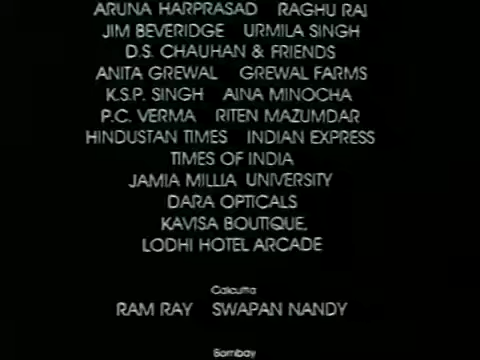 ARUNA HARPRASAD RAGHU RAI
JIM BEVERIDGE URMILA SINGH
D.S. CHAUHAN & FRIENDS
ANITA GREWAL GREWAL FARMS
K.S.P. SINGH AINA MINOCHA
P.C. VERMA RITEN MAZUMDAR
HINDUSTAN TIMES INDIAN EXPRESS
TIMES OF INDIA
JAMIA MILLIA UNIVERSITY
DARA OPTICALS
KAVISA BOUTIQUE,
LODHI HOTEL ARCADE
Calcutta
RAM RAY SWAPAN NANDY
Bombay